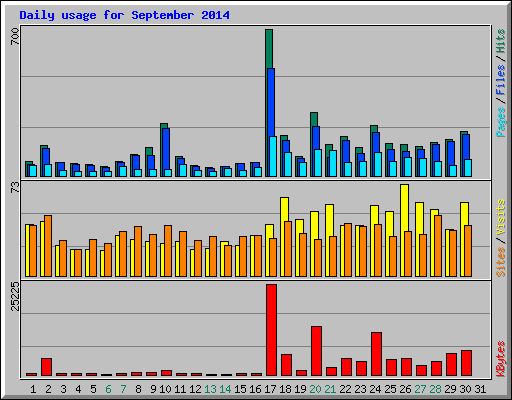 Daily usage for September 2014
700
Pages / Files / Hits
73
Sites / Visits
25225
KBytes
1 2 3 4 5 6 7 8 9 10 11 12 13 14 15 16 17 18 19 20 21 22 23 24 25 26 27 28 29 30 31